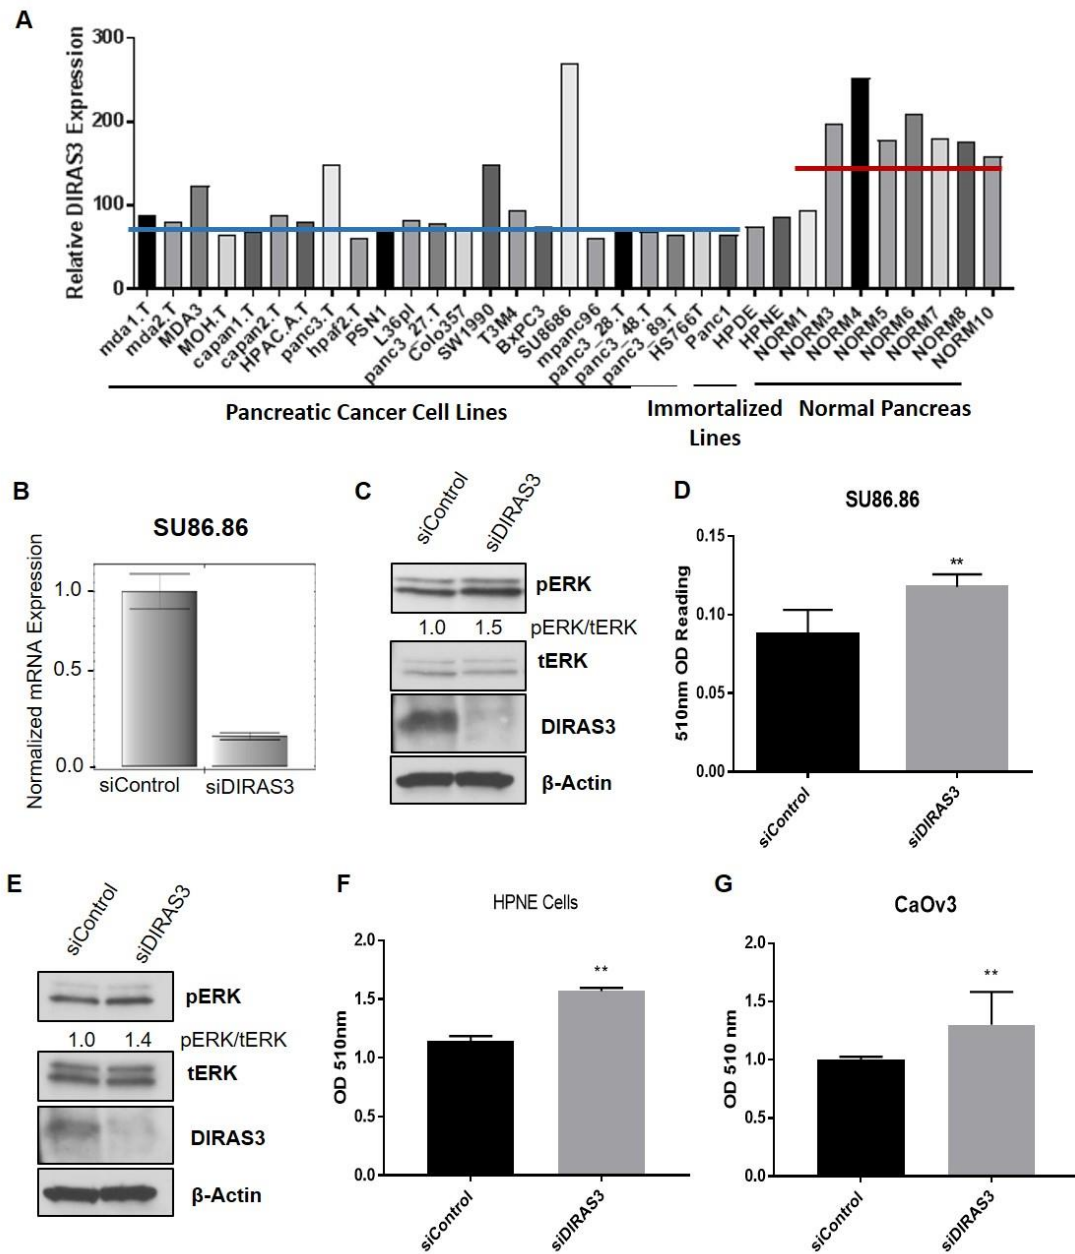 A
Relative DIRAS3 Expression
300
200
100
0
mda1.T
mda2.T
MDA3
MOH.T
capan1.T
capan2.T
HPAC.A.T
panc3.T
hpaf2.T
PSN1
L36pl
panc3_27.T
Colo357
SW1990
T3M4
BxPC3
SU8686
mpanc96
panc3_28.T
panc3_48.T
panc3_89.T
HS766T
Panc1
HPDE
HPNE
NORM1
NORM3
NORM4
NORM5
NORM6
NORM7
NORM8
NORM10
Pancreatic Cancer Cell Lines
Immortalized
Lines
Normal Pancreas
B
SU86.86
Normalized mRNA Expression
1.0
0.5
0.0
siControl
siDIRAS3
C
siControl
siDIRAS3
pERK
1.0 1.5 pERK/tERK
tERK
DIRAS3
β-Actin
D
SU86.86
510nm OD Reading
0.15
0.10
0.05
0.00
**
siControl
siDIRAS3
E
siControl
siDIRAS3
pERK
1.0 1.4 pERK/tERK
tERK
DIRAS3
β-Actin
F
HPNE Cells
OD 510nm
2.0
1.5
1.0
0.5
0.0
**
siControl
siDIRAS3
G
CaOv3
OD 510 nm
2.0
1.5
1.0
0.5
0.0
**
siControl
siDIRAS3